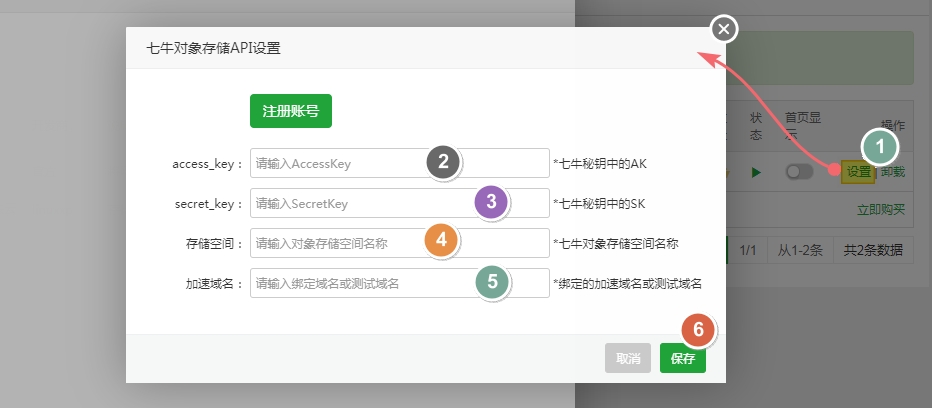 七牛对象存储API设置
注册账号
access_key： 请输入AccessKey 2 *七牛秘钥中的AK
secret_key： 请输入SecretKey 3 *七牛秘钥中的SK
存储空间： 请输入对象存储空间名称 4 *七牛对象存储空间名称
加速域名： 请输入绑定域名或测试域名 5 *绑定的加速域名或测试域名
6
取消 保存
状态 首页显示 操作
1
设置 | 卸载
立即购买
1/1 从1-2条 共2条数据